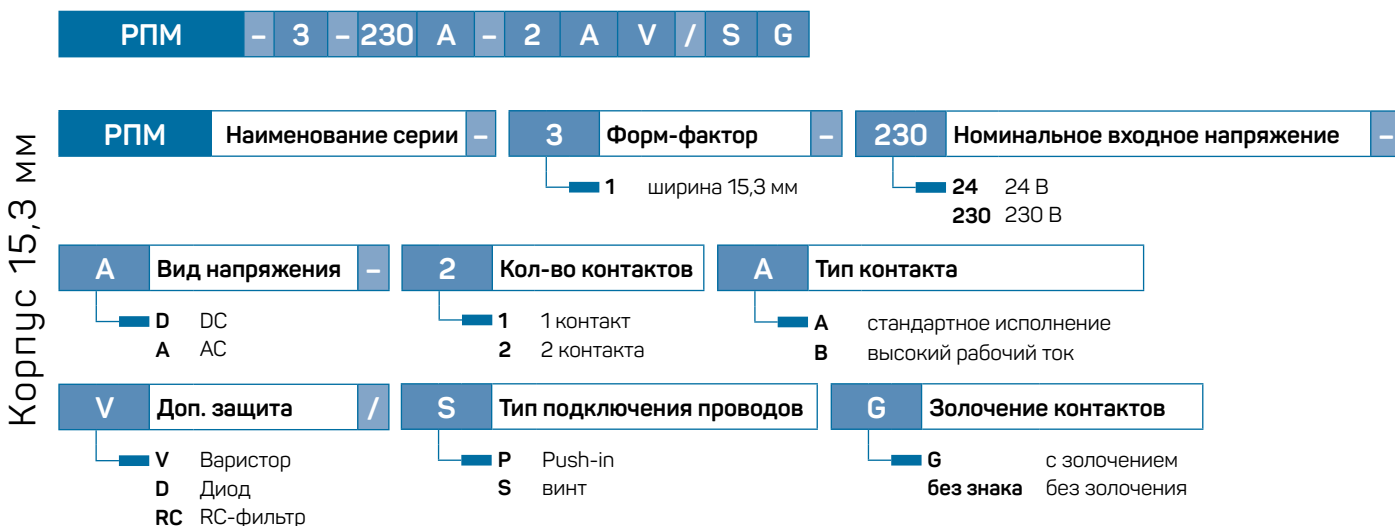 РПМ – 3 – 230 A – 2 A V / S G
Корпус 15,3 мм
РПМ Наименование серии –
3 Форм-фактор –
1 ширина 15,3 мм
230 Номинальное входное напряжение –
24 24 В
230 230 В
A Вид напряжения –
D DC
A AC
2 Кол-во контактов
1 1 контакт
2 2 контакта
A Тип контакта
A стандартное исполнение
B высокий рабочий ток
V Доп. защита /
V Варистор
D Диод
RC RC-фильтр
S Тип подключения проводов
P Push-in
S винт
G Золочение контактов
G с золочением
без знака без золочения